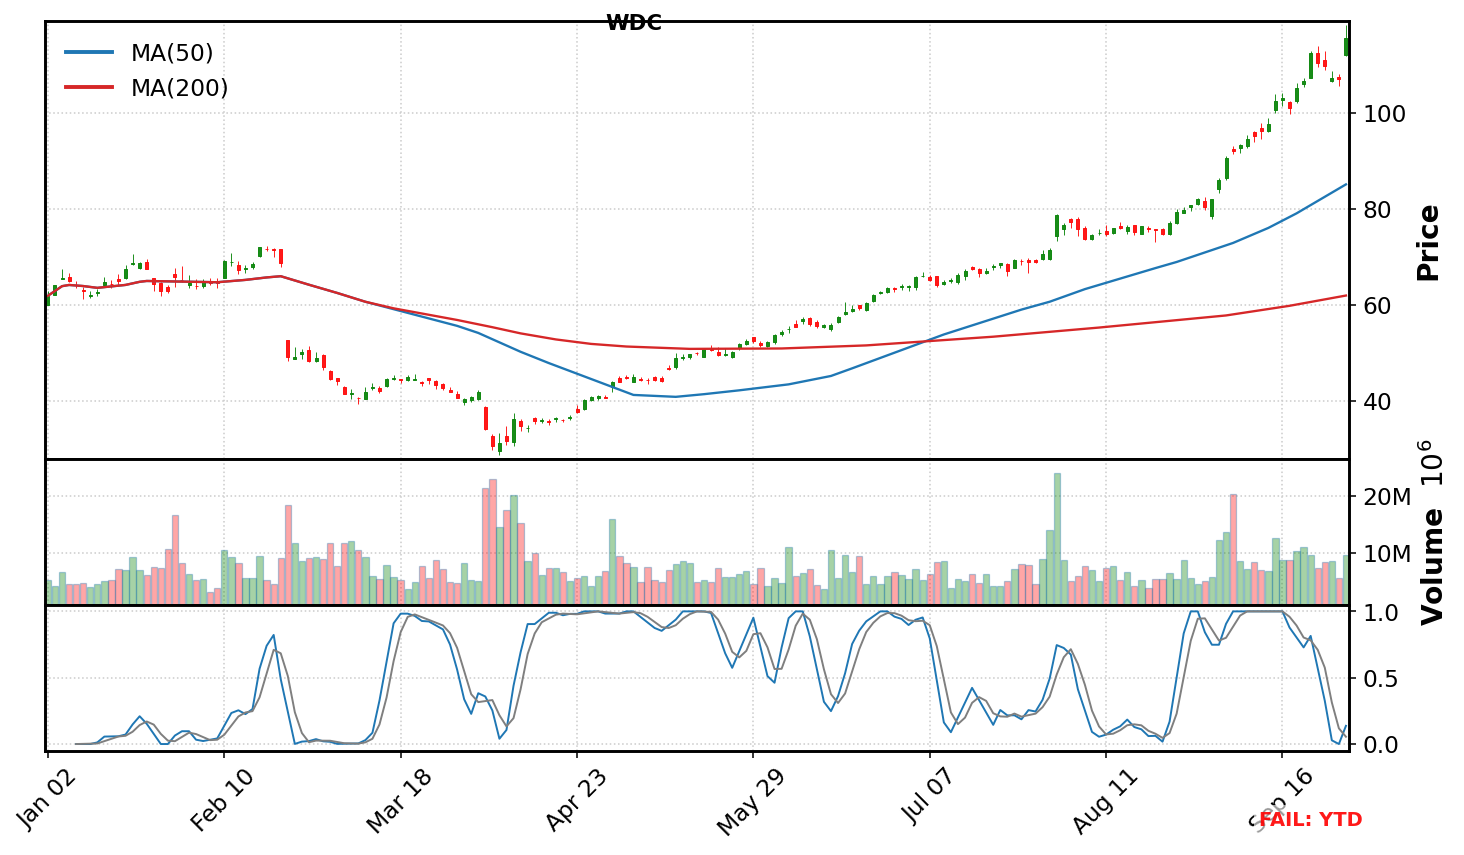 WDC
MA(50)
MA(200)
100
80
60
40
Price
20M
10M
Volume 10⁶
1.0
0.5
0.0
Jan 02
Feb 10
Mar 18
Apr 23
May 29
Jul 07
Aug 11
Sep 16
FAIL: YTD